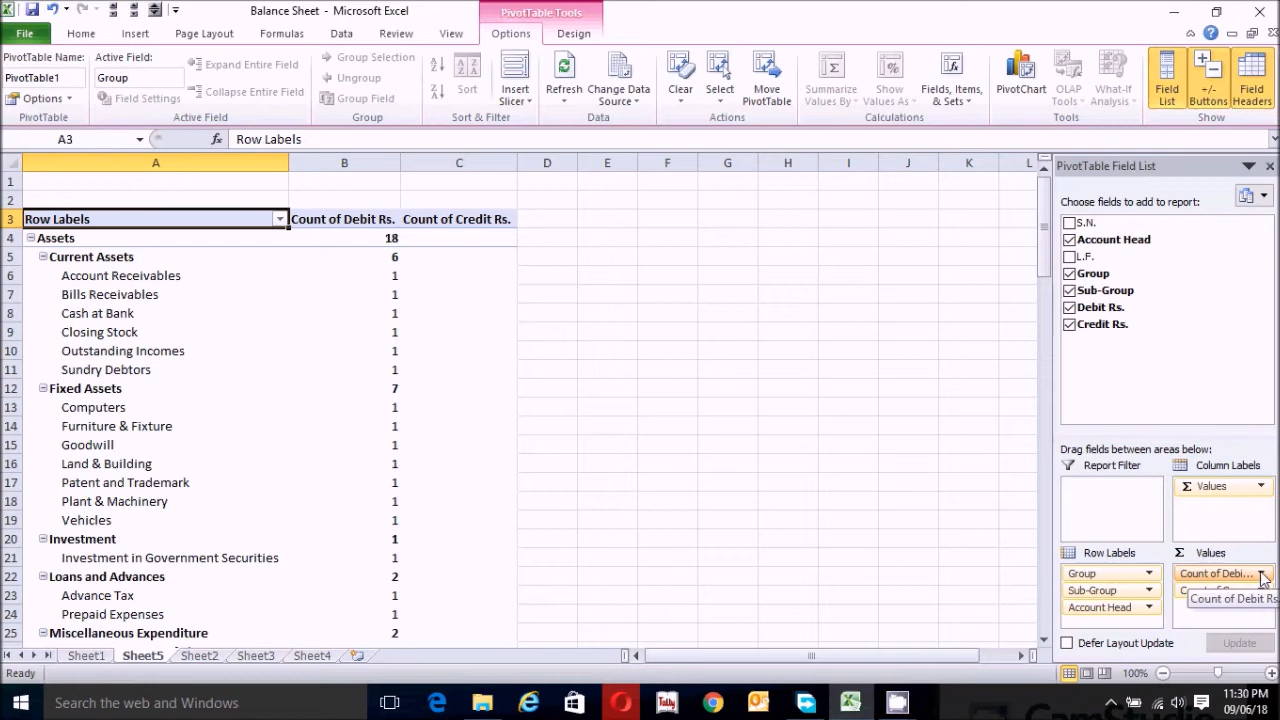 Balance Sheet - Microsoft Excel
PivotTable Tools
File Home Insert Page Layout Formulas Data Review View Options Design
PivotTable Name:
PivotTable1
Options
PivotTable
Active Field:
Group
Field Settings
Expand Entire Field
Collapse Entire Field
Active Field
Group Selection
Ungroup
Group Field
Group
Sort
Insert Slicer
Sort & Filter
Refresh
Change Data Source
Data
Clear
Select
Move PivotTable
Actions
Summarize Values By
Show Values As
Fields, Items, & Sets
Calculations
PivotChart
OLAP Tools
What-If Analysis
Tools
Field List
+/- Buttons
Field Headers
Show
A3 fx Row Labels
A B C D E F G H I J K L
1
2
3 Row Labels Count of Debit Rs. Count of Credit Rs.
4 Assets 18
5 Current Assets 6
6 Account Receivables 1
7 Bills Receivables 1
8 Cash at Bank 1
9 Closing Stock 1
10 Outstanding Incomes 1
11 Sundry Debtors 1
12 Fixed Assets 7
13 Computers 1
14 Furniture & Fixture 1
15 Goodwill 1
16 Land & Building 1
17 Patent and Trademark 1
18 Plant & Machinery 1
19 Vehicles 1
20 Investment 1
21 Investment in Government Securities 1
22 Loans and Advances 2
23 Advance Tax 1
24 Prepaid Expenses 1
25 Miscellaneous Expenditure 2
PivotTable Field List
Choose fields to add to report:
S.N.
Account Head
L.F.
Group
Sub-Group
Debit Rs.
Credit Rs.
Drag fields between areas below:
Report Filter
Column Labels
Σ Values
Row Labels
Σ Values
Group
Sub-Group
Account Head
Count of Debi...
Count of Debit Rs
Defer Layout Update
Update
Sheet1 Sheet5 Sheet2 Sheet3 Sheet4
Ready
100%
Search the web and Windows
Tally
11:30 PM
09/06/18